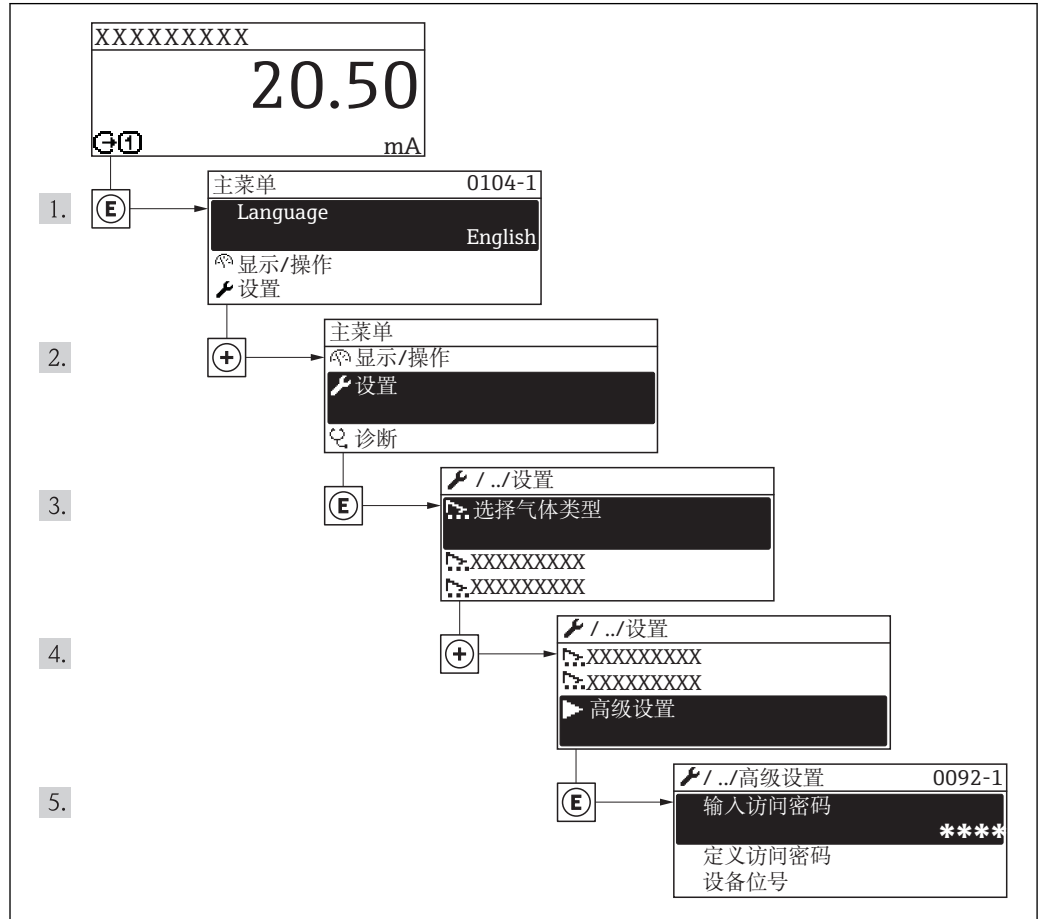 XXXXXXXXX
20.50
mA
1.
E
主菜单 0104-1
Language
English
显示/操作
设置
2.
+
主菜单
显示/操作
设置
诊断
3.
E
/ ../设置
选择气体类型
XXXXXXXXX
XXXXXXXXX
4.
+
/ ../设置
XXXXXXXXX
XXXXXXXXX
高级设置
5.
E
/ ../高级设置 0092-1
输入访问密码
****
定义访问密码
设备位号